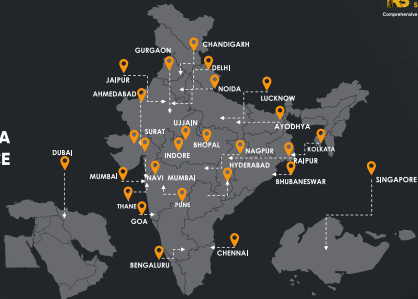 S
Comprehensive
GURGAON
CHANDIGARH
DELHI
JAIPUR
NOIDA
AHMEDABAD
LUCKNOW
AYODHYA
UJJAIN
SURAT
BHOPAL
KOLKATA
A
CE
DUBAI
INDORE
NAGPUR
RAIPUR
HYDERABAD
MUMBAI
NAVI MUMBAI
BHUBANESWAR
SINGAPORE
THANE
PUNE
GOA
CHENNAI
BENGALURU